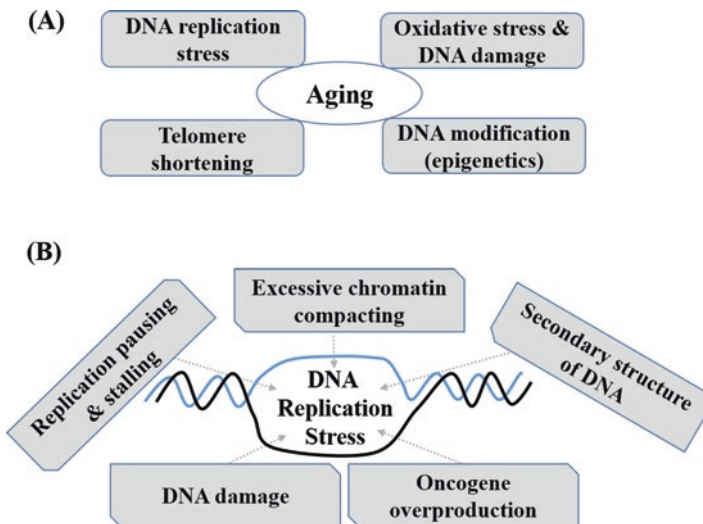 (A)
DNA replication
stress
Oxidative stress &
DNA damage
Aging
Telomere
shortening
DNA modification
(epigenetics)
(B)
Excessive chromatin
compacting
Replication pausing
& stalling
Secondary structure
of DNA
DNA
Replication
Stress
DNA damage
Oncogene
overproduction